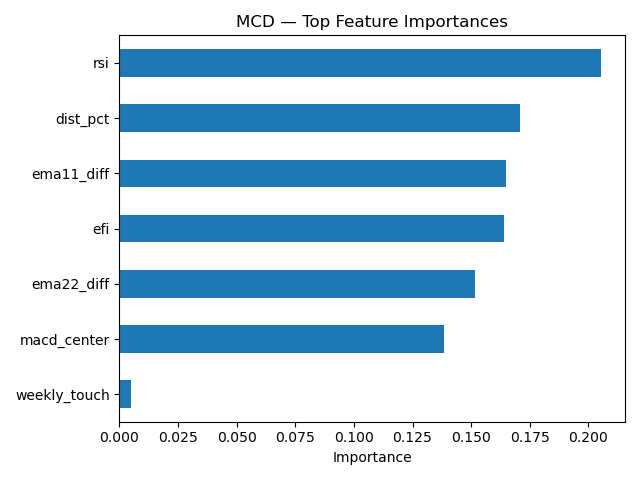 MCD — Top Feature Importances
rsi
dist_pct
ema11_diff
efi
ema22_diff
macd_center
weekly_touch
0.000 0.025 0.050 0.075 0.100 0.125 0.150 0.175 0.200
Importance